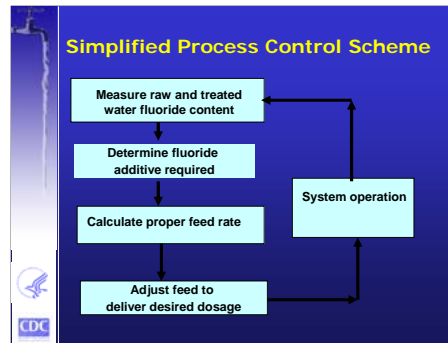 Simplified Process Control Scheme
Measure raw and treated
water fluoride content
Determine fluoride
additive required
System operation
Calculate proper feed rate
Adjust feed to
deliver desired dosage
CDC